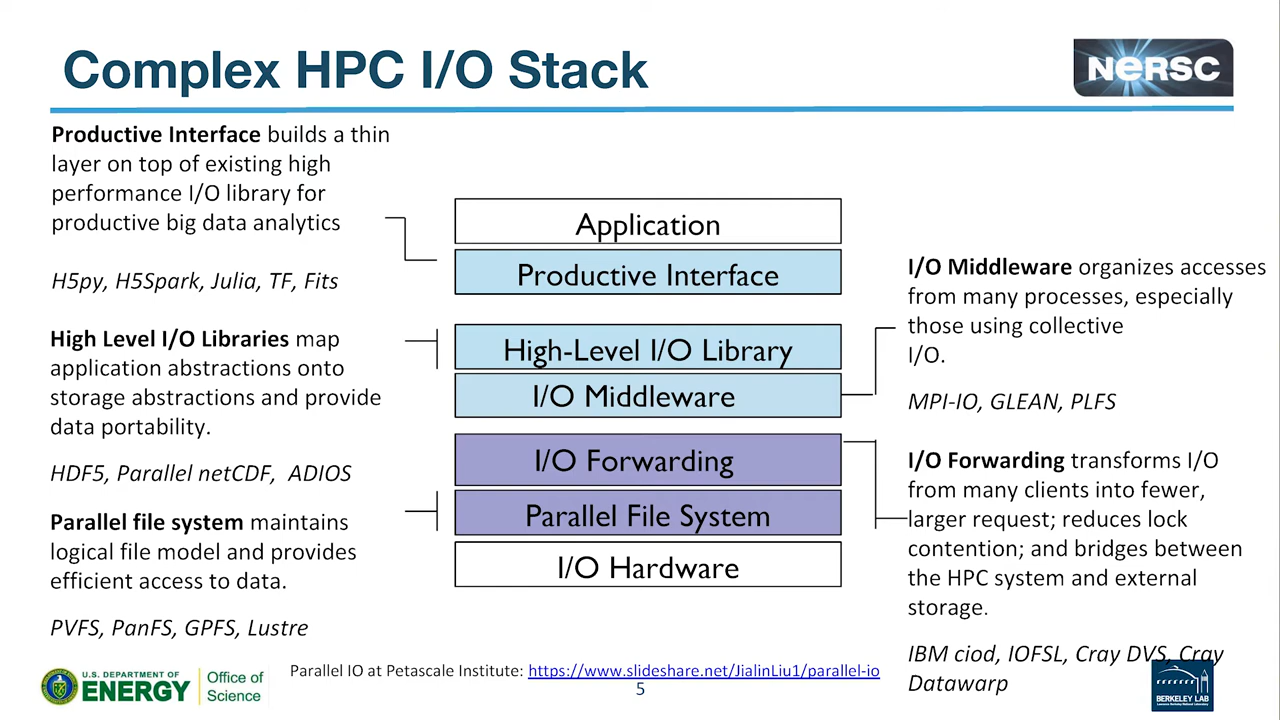 Complex HPC I/O Stack
NERSC
Productive Interface builds a thin
layer on top of existing high
performance I/O library for
productive big data analytics
H5py, H5Spark, Julia, TF, Fits
High Level I/O Libraries map
application abstractions onto
storage abstractions and provide
data portability.
HDF5, Parallel netCDF, ADIOS
Parallel file system maintains
logical file model and provides
efficient access to data.
PVFS, PanFS, GPFS, Lustre
Application
Productive Interface
High-Level I/O Library
I/O Middleware
I/O Forwarding
Parallel File System
I/O Hardware
I/O Middleware organizes accesses
from many processes, especially
those using collective
I/O.
MPI-IO, GLEAN, PLFS
I/O Forwarding transforms I/O
from many clients into fewer,
larger request; reduces lock
contention; and bridges between
the HPC system and external
storage.
IBM ciod, IOFSL, Cray DVS, Cray
Datawarp
U.S. DEPARTMENT OF
ENERGY
Office of
Science
Parallel IO at Petascale Institute: https://www.slideshare.net/JialinLiu1/parallel-io
5
BERKELEY LAB
Lawrence Berkeley National Laboratory